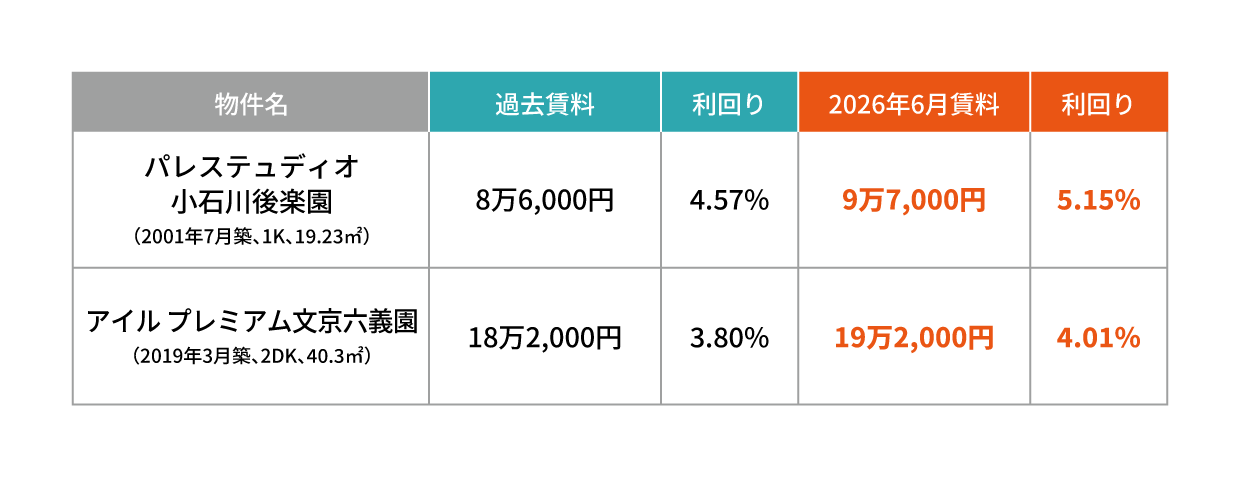 物件名 過去賃料 利回り 2026年6月賃料 利回り
パレステュディオ
小石川後楽園
（2001年7月築、1K、19.23㎡）
8万6,000円 4.57% 9万7,000円 5.15%
アイル プレミアム文京六義園
（2019年3月築、2DK、40.3㎡）
18万2,000円 3.80% 19万2,000円 4.01%